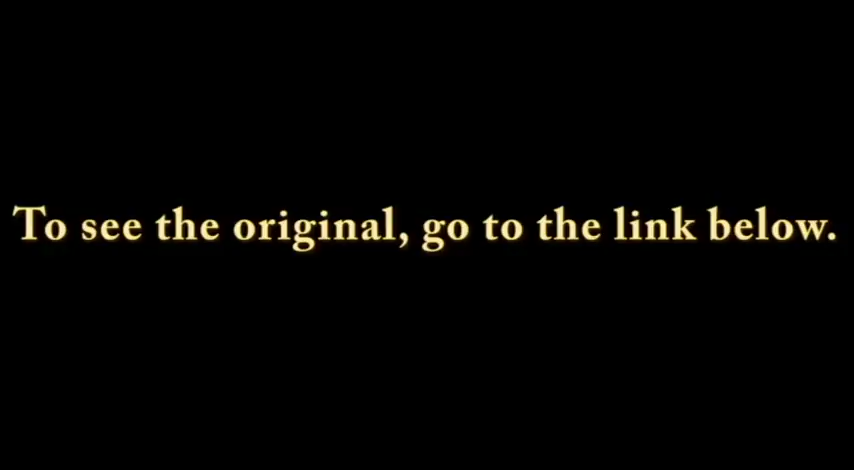 To see the original, go to the link below.